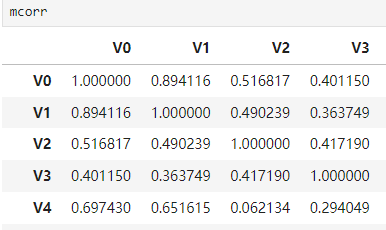 mcorr
V0 V1 V2 V3
V0 1.000000 0.894116 0.516817 0.401150
V1 0.894116 1.000000 0.490239 0.363749
V2 0.516817 0.490239 1.000000 0.417190
V3 0.401150 0.363749 0.417190 1.000000
V4 0.697430 0.651615 0.062134 0.294049